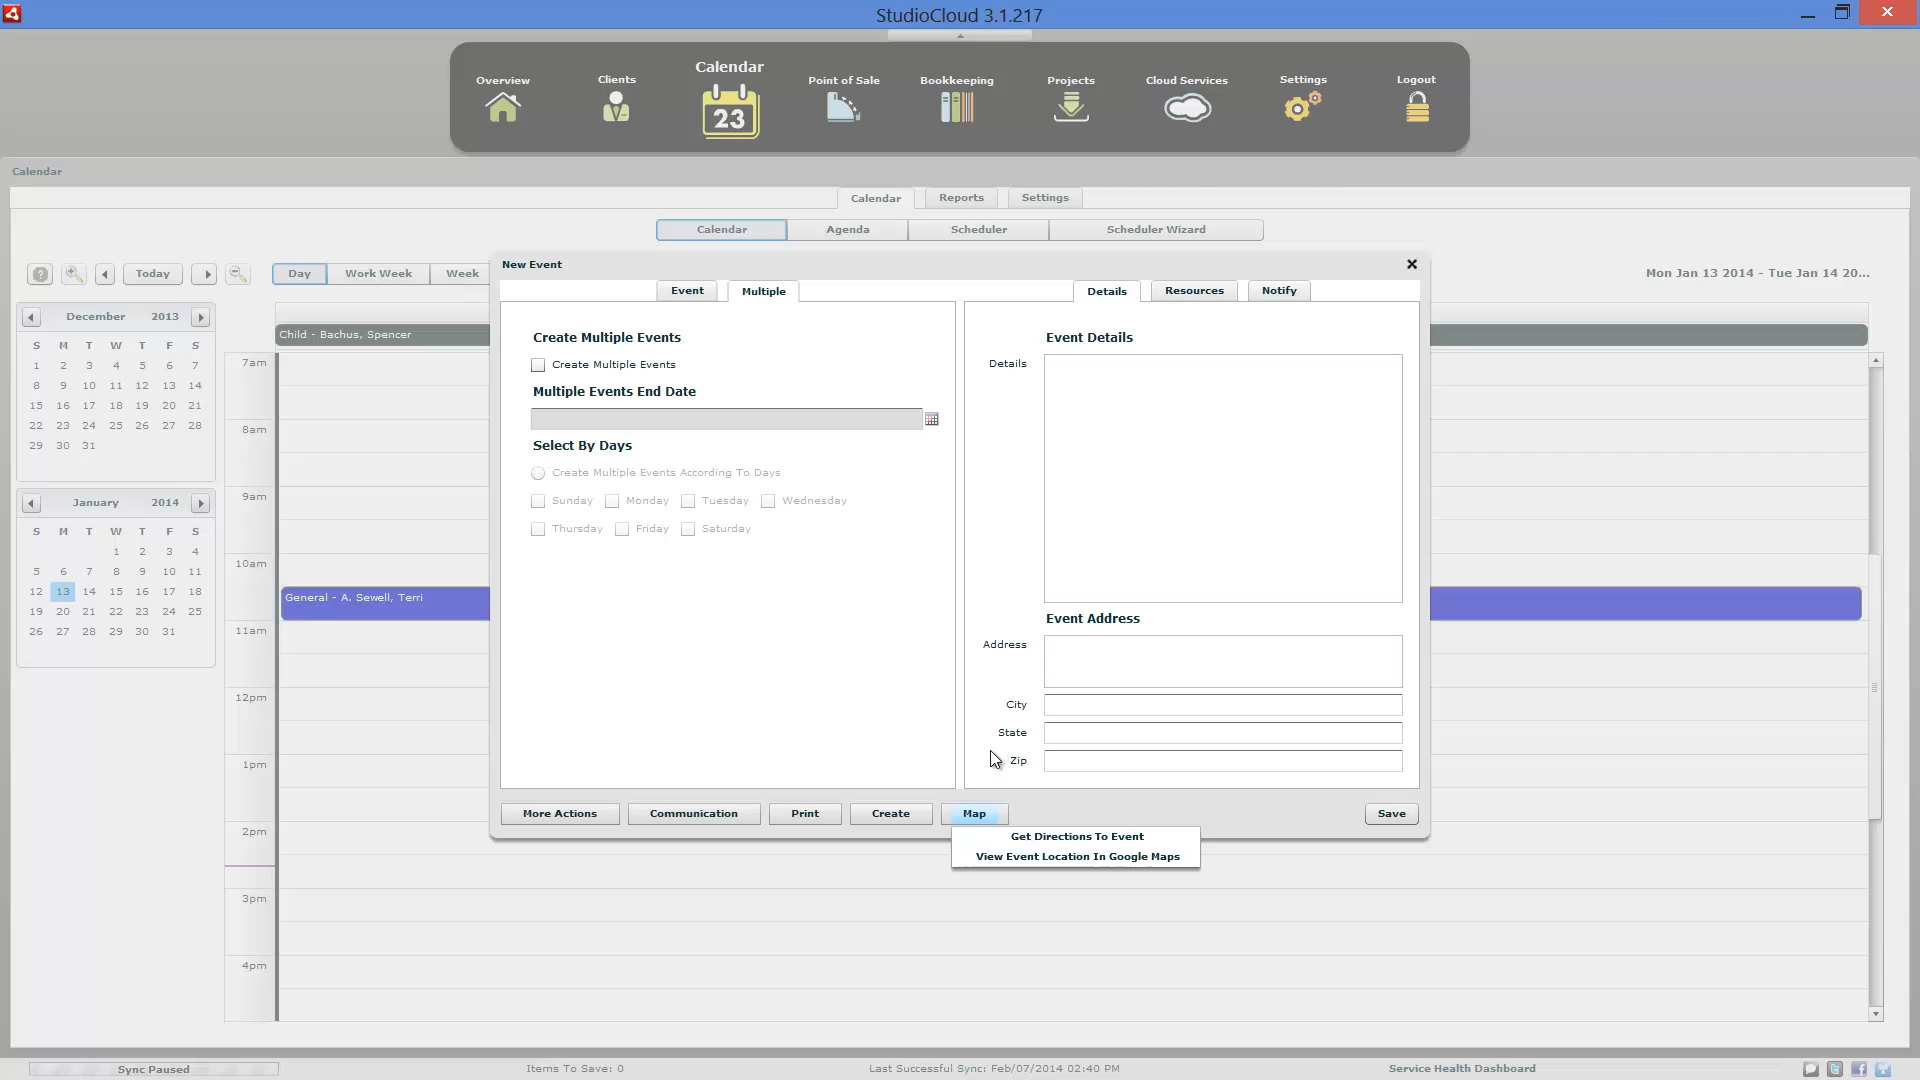 StudioCloud 3.1.217
Overview Clients Calendar Point of Sale Bookkeeping Projects Cloud Services Settings Logout
23
Calendar
Calendar Reports Settings
Calendar Agenda Scheduler Scheduler Wizard
Today Day Work Week Week Mon Jan 13 2014 - Tue Jan 14 20...
New Event
Event Multiple Details Resources Notify
December 2013
S M T W T F S
1 2 3 4 5 6 7
8 9 10 11 12 13 14
15 16 17 18 19 20 21
22 23 24 25 26 27 28
29 30 31
January 2014
S M T W T F S
1 2 3 4
5 6 7 8 9 10 11
12 13 14 15 16 17 18
19 20 21 22 23 24 25
26 27 28 29 30 31
Child - Bachus, Spencer
7am
8am
9am
10am
General - A. Sewell, Terri
11am
12pm
1pm
2pm
3pm
4pm
Create Multiple Events
Create Multiple Events
Multiple Events End Date
Select By Days
Create Multiple Events According To Days
Sunday Monday Tuesday Wednesday
Thursday Friday Saturday
Event Details
Details
Event Address
Address
City
State
Zip
More Actions Communication Print Create Map Save
Get Directions To Event
View Event Location In Google Maps
Sync Paused Items To Save: 0 Last Successful Sync: Feb/07/2014 02:40 PM Service Health Dashboard